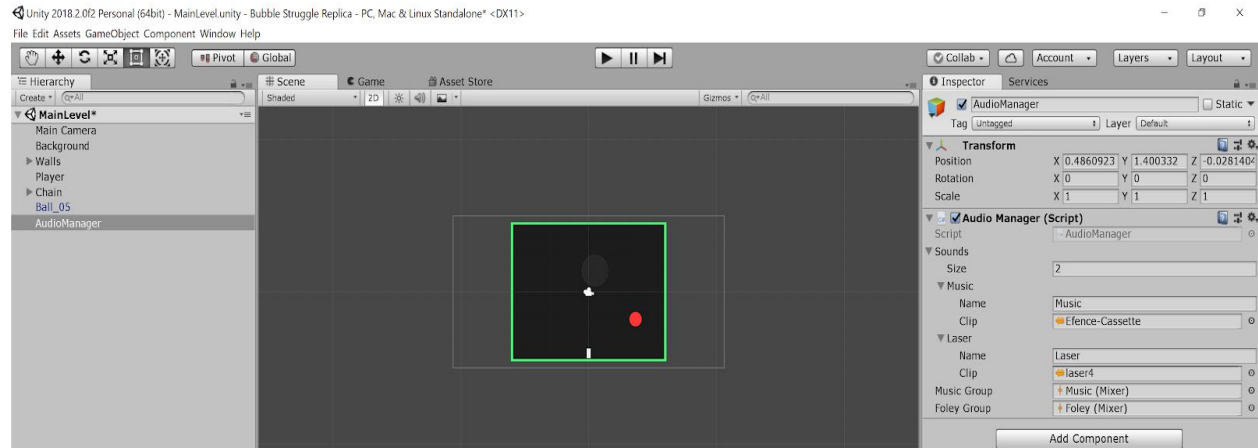 Unity 2018.2.0f2 Personal (64bit) - MainLevel.unity - Bubble Struggle Replica - PC, Mac & Linux Standalone* <DX11>
File Edit Assets GameObject Component Window Help
Pivot Global Collab Account Layers Layout
Hierarchy Scene Game Asset Store Inspector Services
Create All Shaded 2D Gizmos All AudioManager Static
MainLevel* Tag Untagged Layer Default
Main Camera
Background Transform
Walls Position X 0.4860923 Y 1.400332 Z -0.0281404
Player Rotation X 0 Y 0 Z 0
Chain Scale X 1 Y 1 Z 1
Ball_05
AudioManager Audio Manager (Script)
Script AudioManager
Sounds
Size 2
Music
Name Music
Clip Efence-Cassette
Laser
Name Laser
Clip laser4
Music Group Music (Mixer)
Foley Group Foley (Mixer)
Add Component